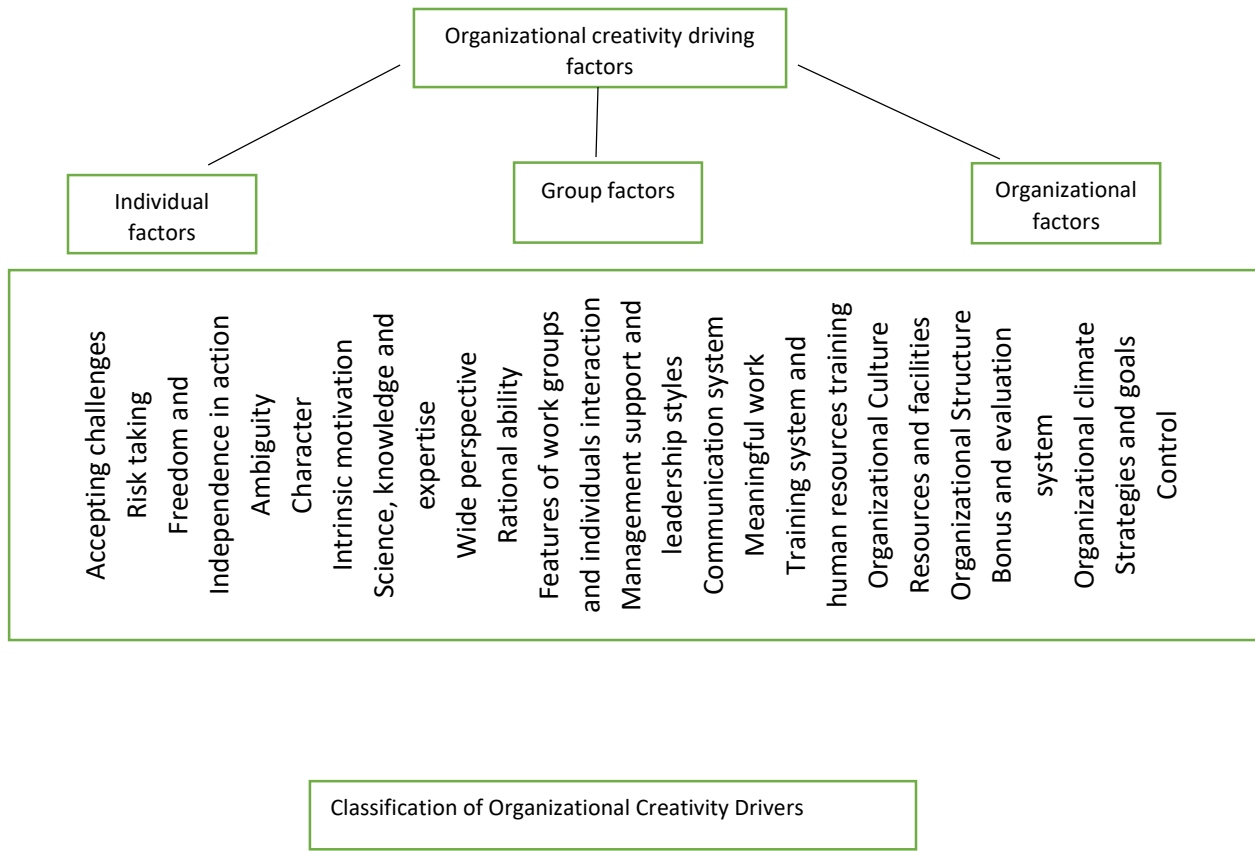 Organizational creativity driving
factors
Individual
factors
Group factors
Organizational
factors
Accepting challenges
Risk taking
Freedom and
Independence in action
Ambiguity
Character
Intrinsic motivation
Science, knowledge and
expertise
Wide perspective
Rational ability
Features of work groups
and individuals interaction
Management support and
leadership styles
Communication system
Meaningful work
Training system and
human resources training
Organizational Culture
Resources and facilities
Organizational Structure
Bonus and evaluation
system
Organizational climate
Strategies and goals
Control
Classification of Organizational Creativity Drivers